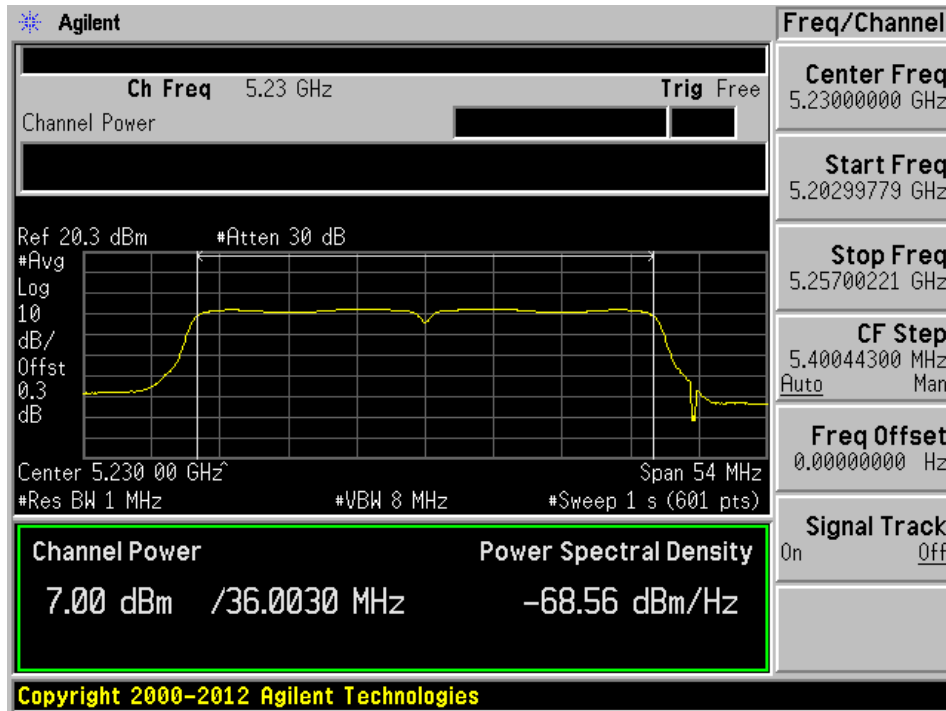 Agilent
Freq/Channel
Ch Freq 5.23 GHz Trig Free
Channel Power
Center Freq
5.23000000 GHz
Start Freq
5.20299779 GHz
Ref 20.3 dBm #Atten 30 dB
#Avg
Log
10
dB/
Offst
0.3
dB
Stop Freq
5.25700221 GHz
CF Step
5.40044300 MHz
Auto Man
Freq Offset
0.00000000 Hz
Center 5.230 00 GHz^ Span 54 MHz
#Res BW 1 MHz #VBW 8 MHz #Sweep 1 s (601 pts)
Signal Track
On Off
Channel Power Power Spectral Density
7.00 dBm /36.0030 MHz -68.56 dBm/Hz
Copyright 2000-2012 Agilent Technologies